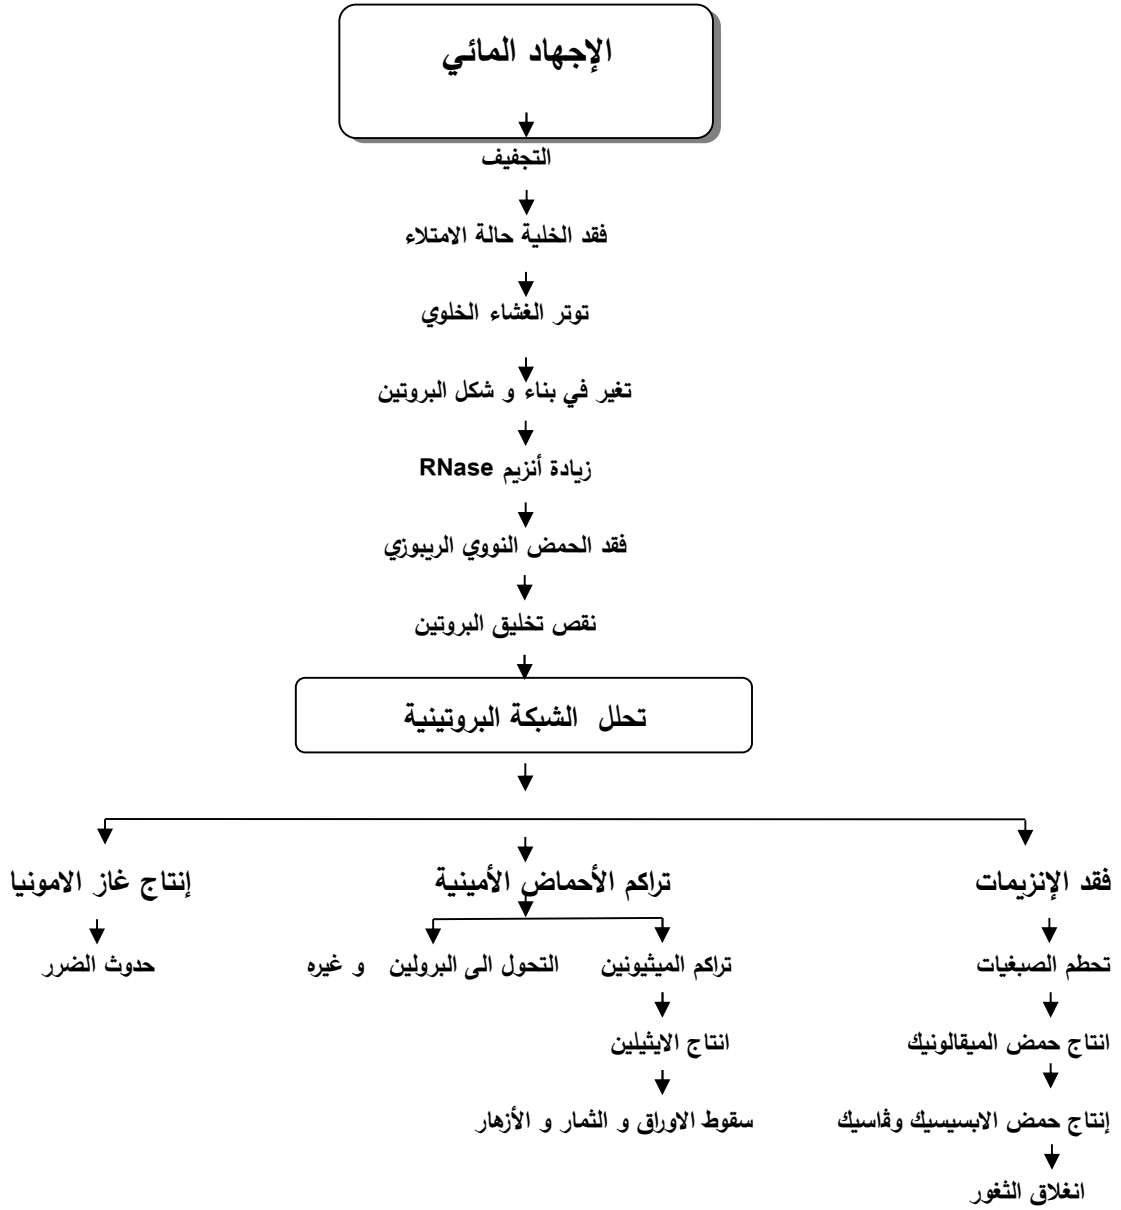 الإجهاد المائي
التجفيف
فقد الخلية حالة الامتلاء
توتر الغشاء الخلوي
تغير في بناء و شكل البروتين
زيادة أنزيم RNase
فقد الحمض النووي الريبوزي
نقص تخليق البروتين
تحلل الشبكة البروتينية
فقد الإنزيمات
تراكم الأحماض الأمينية
إنتاج غاز الامونيا
تحطم الصبغيات
تراكم الميثيونين
التحول الى البرولين و غيره
حدوث الضرر
انتاج حمض الميقالونيك
انتاج الايثيلين
إنتاج حمض الابسيسيك وڤاسيك
سقوط الاوراق و الثمار و الأزهار
انغلاق الثغور